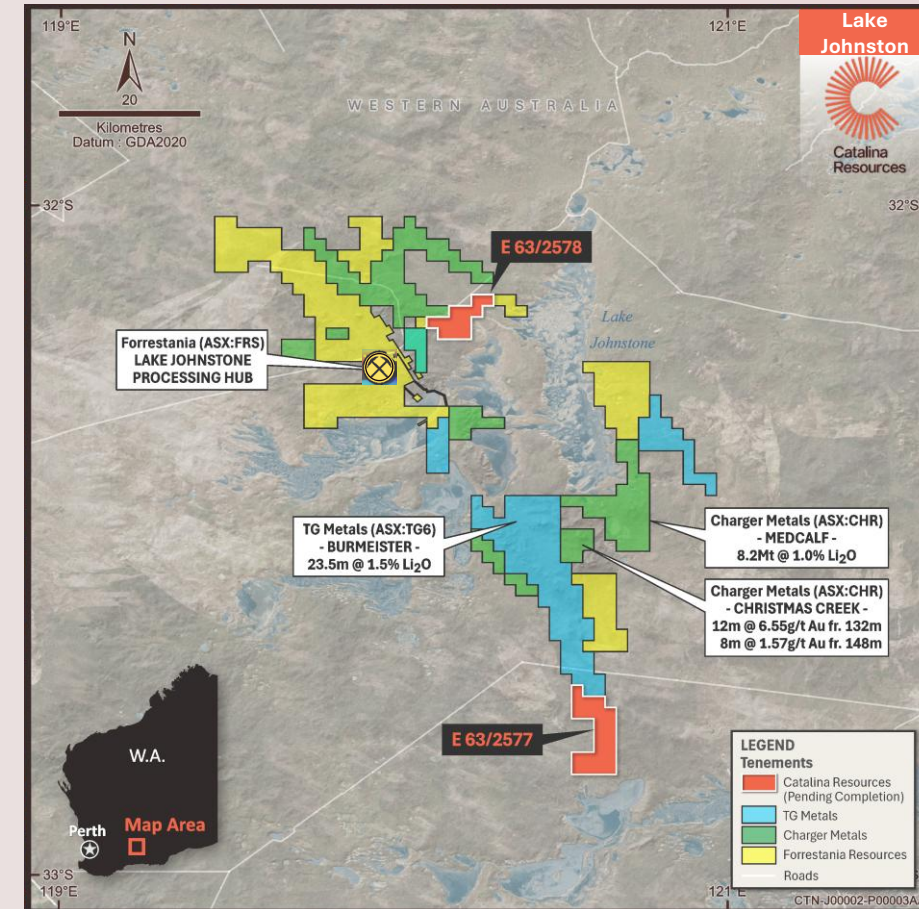 119°E
121°E
Lake
Johnston
N
20
Kilometres
Datum : GDA2020
WESTERN AUSTRALIA
Catalina
Resources
32°S
32°S
E 63/2578
Lake
Johnstone
Forrestania (ASX:FRS)
LAKE JOHNSTONE
PROCESSING HUB
TG Metals (ASX:TG6)
- BURMEISTER -
23.5m @ 1.5% Li₂O
Charger Metals (ASX:CHR)
- MEDCALF -
8.2Mt @ 1.0% Li₂O
Charger Metals (ASX:CHR)
- CHRISTMAS CREEK -
12m @ 6.55g/t Au fr. 132m
8m @ 1.57g/t Au fr. 148m
E 63/2577
W.A.
Perth
Map Area
LEGEND
Tenements
Catalina Resources
(Pending Completion)
TG Metals
Charger Metals
Forrestania Resources
Roads
33°S
119°E
121°E
CTN-J00002-P00003A